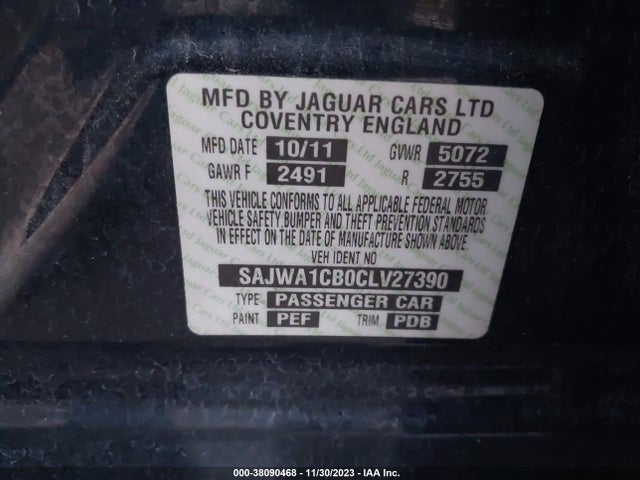 MFD BY JAGUAR CARS LTD
COVENTRY ENGLAND
MFD DATE 10/11 GVWR 5072
GAWR F 2491 R 2755
THIS VEHICLE CONFORMS TO ALL APPLICABLE FEDERAL MOTOR
VEHICLE SAFETY BUMPER AND THEFT PREVENTION STANDARDS
IN EFFECT ON THE DATE OF MANUFACTURE SHOWN ABOVE.
VEH IDENT NO
SAJWA1CB0CLV27390
TYPE PASSENGER CAR
PAINT PEF TRIM PDB
000-38090468 - 11/30/2023 - IAA Inc.